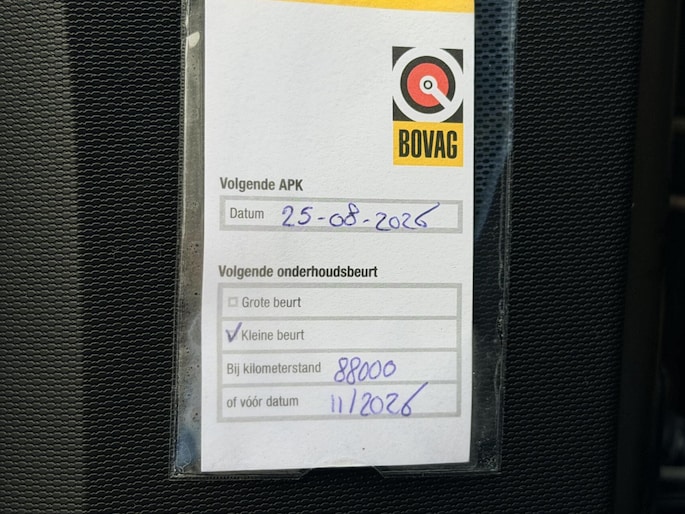 BOVAG
Volgende APK
Datum 25-08-2026
Volgende onderhoudsbeurt
Grote beurt
Kleine beurt
Bij kilometerstand 88000
of vóór datum 11/2026